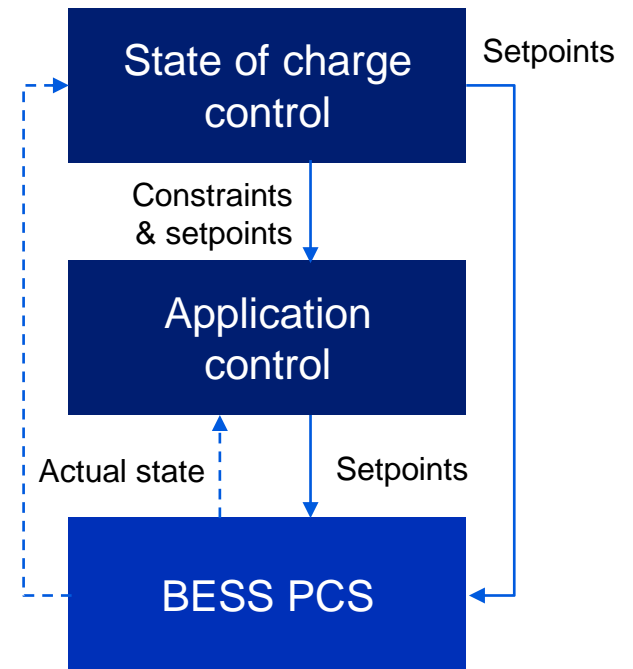 State of charge
control
Setpoints
Constraints
& setpoints
Application
control
Actual state
Setpoints
BESS PCS